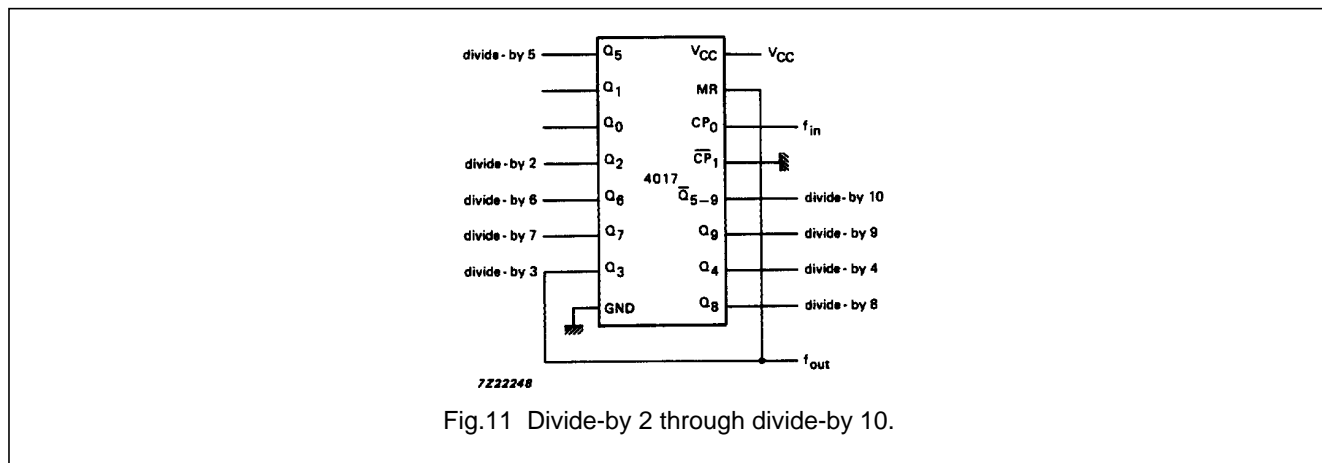 divide-by 5 Q5 VCC VCC
Q1 MR
Q0 CP0 fin
divide-by 2 Q2 C̅P̅1
4017
divide-by 6 Q6 Q̅5–9 divide-by 10
divide-by 7 Q7 Q9 divide-by 9
divide-by 3 Q3 Q4 divide-by 4
GND Q8 divide-by 8
fout
7Z22248
Fig.11 Divide-by 2 through divide-by 10.